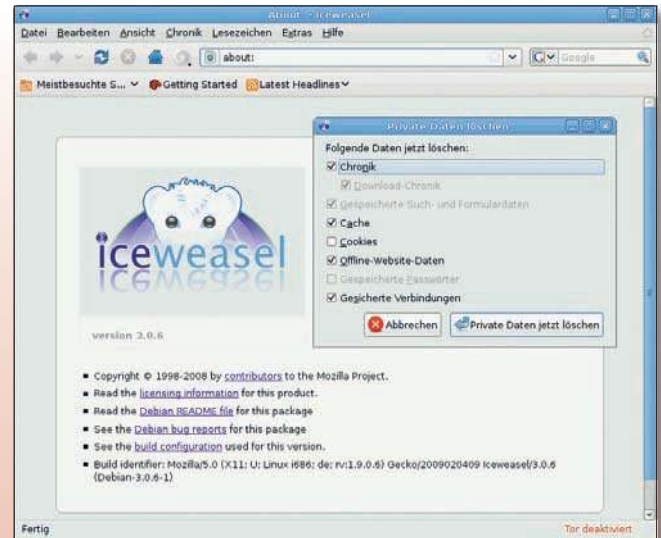 About: - Iceweasel
Datei Bearbeiten Ansicht Chronik Lesezeichen Extras Hilfe
about:
Google
Meistbesuchte S... Getting Started Latest Headlines
Private Daten löschen
Folgende Daten jetzt löschen:
Chronik
Download-Chronik
Gespeicherte Such- und Formulardaten
Cache
Cookies
Offline-Website-Daten
Gespeicherte Passwörter
Gesicherte Verbindungen
Abbrechen Private Daten jetzt löschen
iceweasel
version 3.0.6
Copyright © 1998-2008 by contributors to the Mozilla Project.
Read the licensing information for this product.
Read the Debian README file for this package
See the Debian bug reports for this package
See the build configuration used for this version.
Build identifier: Mozilla/5.0 (X11; U; Linux i686; de; rv:1.9.0.6) Gecko/2009020409 Iceweasel/3.0.6
(Debian-3.0.6-1)
Fertig
Tor deaktiviert